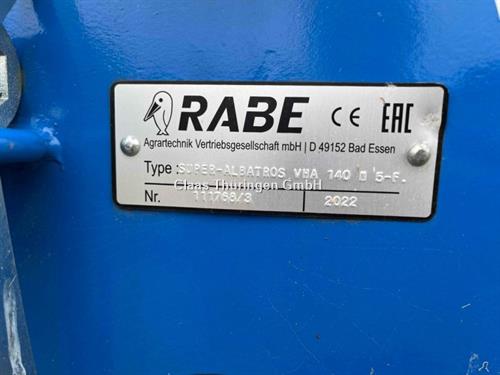 RABE CE EAC
Agrartechnik Vertriebsgesellschaft mbH | D 49152 Bad Essen
Type : SUPER-ALBATROS VHA 140 5-F.
Claas Thüringen GmbH
Nr. 111768/3 2022